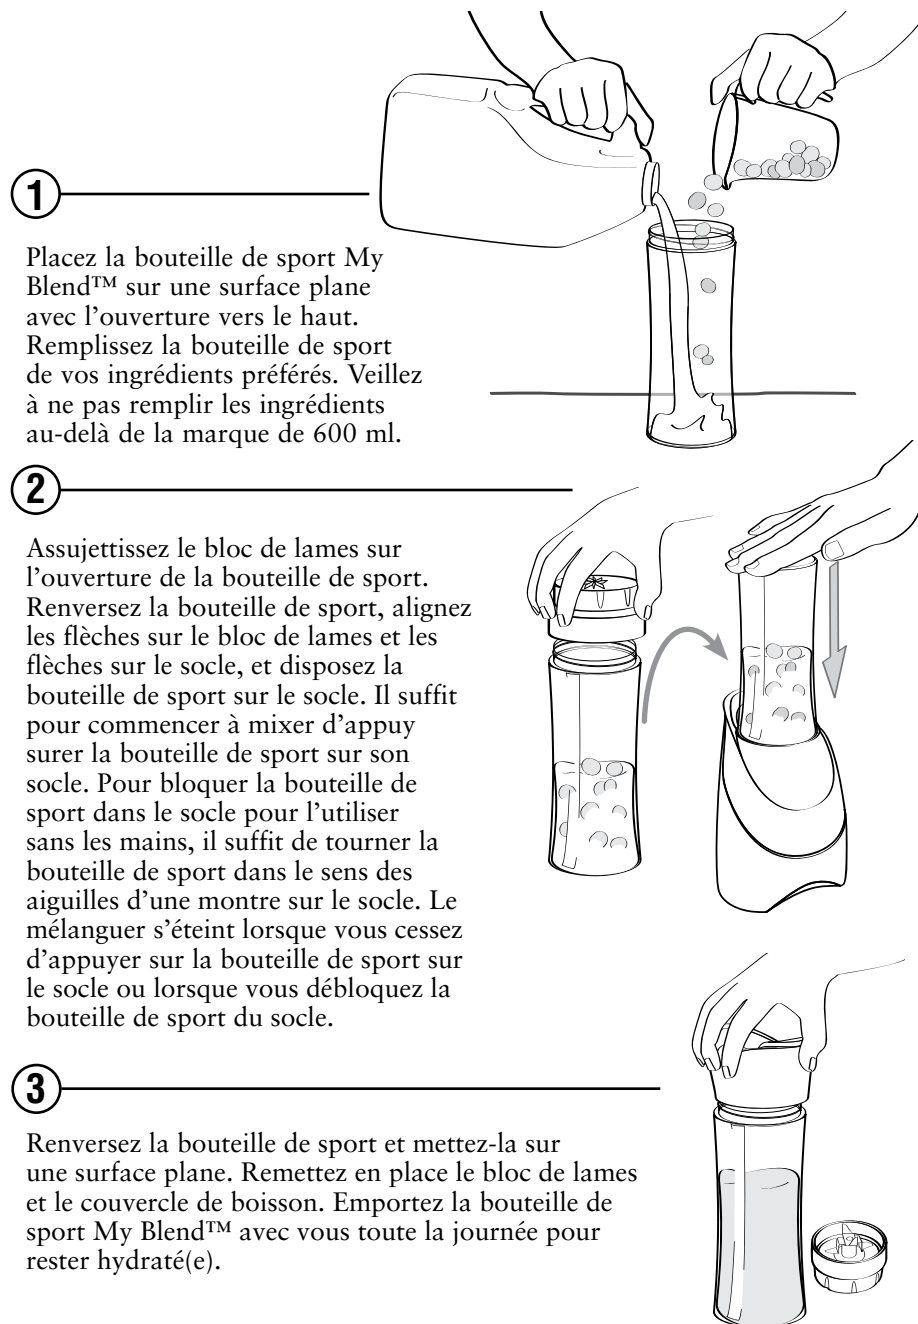 1
Placez la bouteille de sport My
Blend™ sur une surface plane
avec l’ouverture vers le haut.
Remplissez la bouteille de sport
de vos ingrédients préférés. Veillez
à ne pas remplir les ingrédients
au-delà de la marque de 600 ml.
2
Assujettissez le bloc de lames sur
l’ouverture de la bouteille de sport.
Renversez la bouteille de sport, alignez
les flèches sur le bloc de lames et les
flèches sur le socle, et disposez la
bouteille de sport sur le socle. Il suffit
pour commencer à mixer d’appuy
surer la bouteille de sport sur son
socle. Pour bloquer la bouteille de
sport dans le socle pour l’utiliser
sans les mains, il suffit de tourner la
bouteille de sport dans le sens des
aiguilles d’une montre sur le socle. Le
mélanguer s’éteint lorsque vous cessez
d’appuyer sur la bouteille de sport sur
le socle ou lorsque vous débloquez la
bouteille de sport du socle.
3
Renversez la bouteille de sport et mettez-la sur
une surface plane. Remettez en place le bloc de lames
et le couvercle de boisson. Emportez la bouteille de
sport My Blend™ avec vous toute la journée pour
rester hydraté(e).